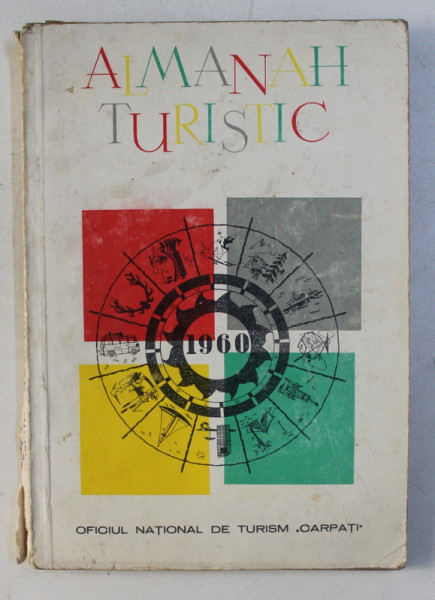 ALMANAH
TURISTIC
1960
OFICIUL NAȚIONAL DE TURISM „CARPAȚI"